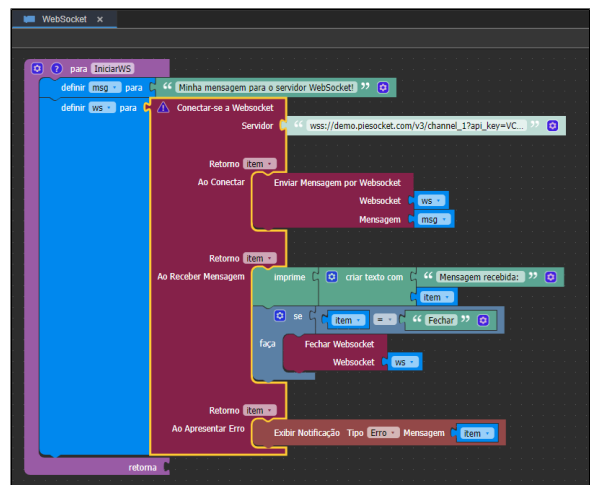 WebSocket ×
? para IniciarWS
definir msg para “ Minha mensagem para o servidor WebSocket! ”
definir ws para Conectar-se a Websocket
Servidor “ wss://demo.piesocket.com/v3/channel_1?api_key=VC... ”
Retorno item
Ao Conectar Enviar Mensagem por Websocket
Websocket ws
Mensagem msg
Retorno item
Ao Receber Mensagem imprime criar texto com “ Mensagem recebida: ”
item
se item = “ Fechar ”
faça Fechar Websocket
Websocket ws
Retorno item
Ao Apresentar Erro Exibir Notificação Tipo Erro Mensagem item
retorna